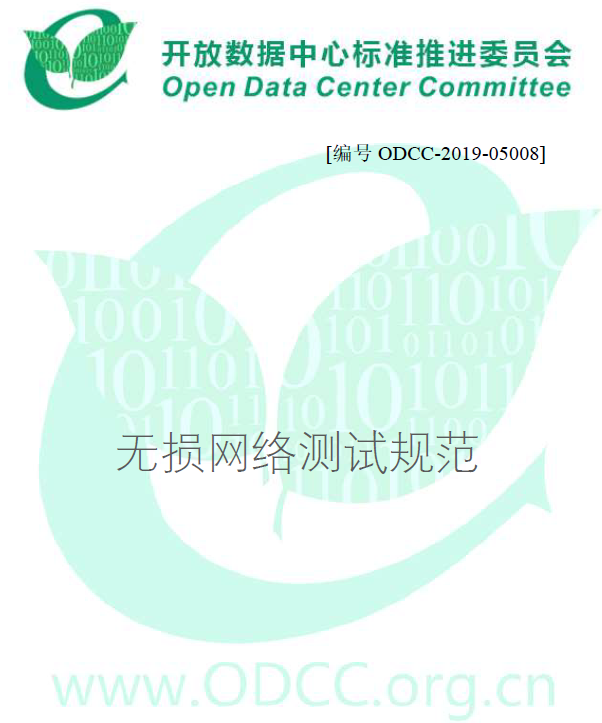 开放数据中心标准推进委员会
Open Data Center Committee
[编号 ODCC-2019-05008]
无损网络测试规范
www.ODCC.org.cn